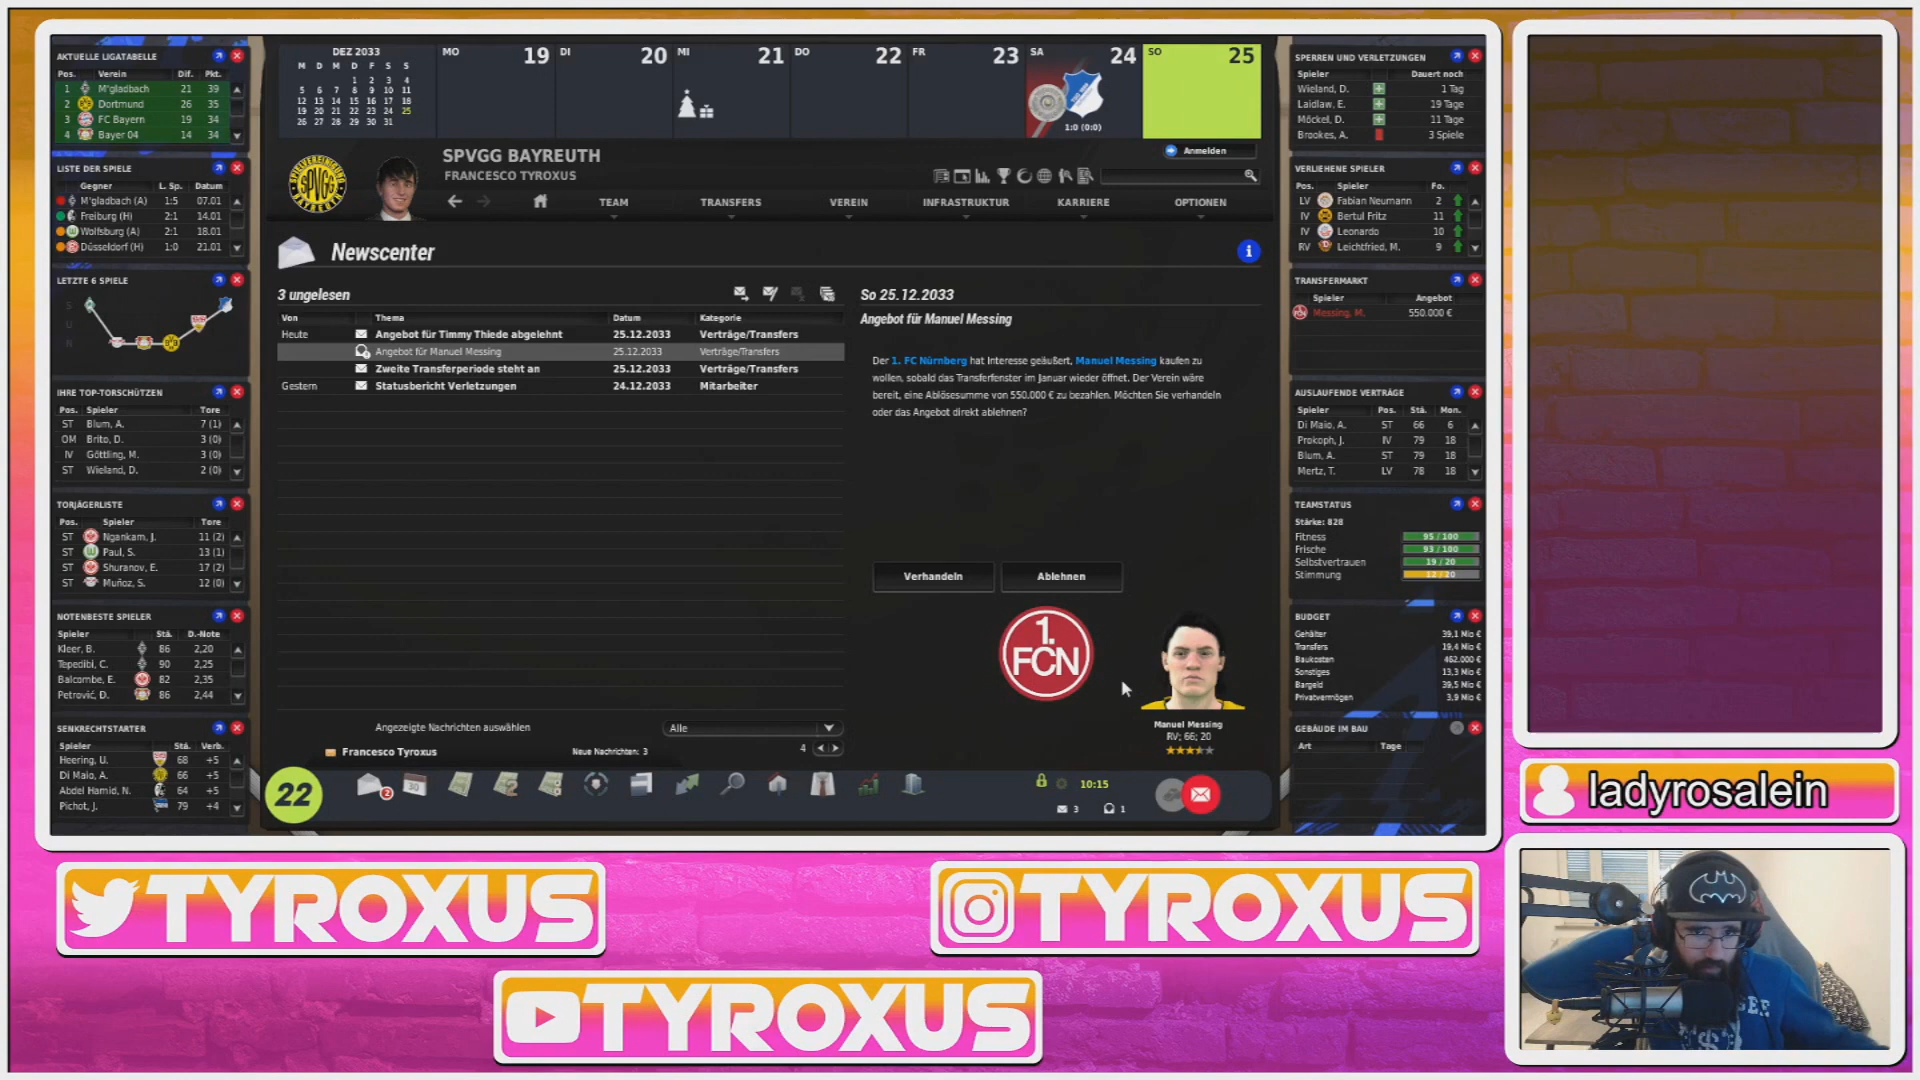 AKTUELLE LIGATABELLE
Pos. Verein Dif. Pkt.
1 M'gladbach 21 39
2 Dortmund 26 35
3 FC Bayern 19 34
4 Bayer 04 14 34
LISTE DER SPIELE
Gegner L. Sp. Datum
M'gladbach (A) 1:5 07.01
Freiburg (H) 2:1 14.01
Wolfsburg (A) 2:1 18.01
Düsseldorf (H) 1:0 21.01
LETZTE 6 SPIELE
S
U
N
IHRE TOP-TORSCHÜTZEN
Pos. Spieler Tore
ST Blum, A. 7 (1)
OM Brito, D. 3 (0)
IV Göttling, M. 3 (0)
ST Wieland, D. 2 (0)
TORJÄGERLISTE
Pos. Spieler Tore
ST Ngankam, J. 11 (2)
ST Paul, S. 13 (1)
ST Shuranov, E. 17 (2)
ST Muñoz, S. 12 (0)
NOTENBESTE SPIELER
Spieler Stä. D.-Note
Kleer, B. 86 2,20
Tepedibi, C. 90 2,25
Balcombe, E. 82 2,35
Petrović, D. 86 2,44
SENKRECHTSTARTER
Spieler Stä. Verb.
Heering, U. 68 +5
Di Maio, A. 66 +5
Abdel Hamid, N. 64 +5
Pichot, J. 79 +4
DEZ 2033
M D M D F S S
1 2 3 4
5 6 7 8 9 10 11
12 13 14 15 16 17 18
19 20 21 22 23 24 25
26 27 28 29 30 31
MO 19 DI 20 MI 21 DO 22 FR 23 SA 24 SO 25
1:0 (0:0)
SPVGG BAYREUTH
FRANCESCO TYROXUS
Anmelden
TEAM TRANSFERS VEREIN INFRASTRUKTUR KARRIERE OPTIONEN
Newscenter
3 ungelesen
Von Thema Datum Kategorie
Heute Angebot für Timmy Thiede abgelehnt 25.12.2033 Verträge/Transfers
Angebot für Manuel Messing 25.12.2033 Verträge/Transfers
Zweite Transferperiode steht an 25.12.2033 Verträge/Transfers
Gestern Statusbericht Verletzungen 24.12.2033 Mitarbeiter
So 25.12.2033
Angebot für Manuel Messing
Der 1. FC Nürnberg hat Interesse geäußert, Manuel Messing kaufen zu
wollen, sobald das Transferfenster im Januar wieder öffnet. Der Verein wäre
bereit, eine Ablösesumme von 550.000 € zu bezahlen. Möchten Sie verhandeln
oder das Angebot direkt ablehnen?
Verhandeln Ablehnen
1.
FCN
Manuel Messing
RV; 66; 20
Angezeigte Nachrichten auswählen Alle
Francesco Tyroxus Neue Nachrichten: 3 4
22
2
30
10:15
3 1
SPERREN UND VERLETZUNGEN
Spieler Dauert noch
Wieland, D. 1 Tag
Laidlaw, E. 19 Tage
Möckel, D. 11 Tage
Brookes, A. 3 Spiele
VERLIEHENE SPIELER
Pos. Spieler Fo.
LV Fabian Neumann 2
IV Bertul Fritz 11
IV Leonardo 10
RV Leichtfried, M. 9
TRANSFERMARKT
Spieler Angebot
Messing, M. 550.000 €
AUSLAUFENDE VERTRÄGE
Spieler Pos. Stä. Mon.
Di Maio, A. ST 66 6
Prokoph, J. IV 79 18
Blum, A. ST 79 18
Mertz, T. LV 78 18
TEAMSTATUS
Stärke: 828
Fitness 95 / 100
Frische 93 / 100
Selbstvertrauen 19 / 20
Stimmung 12 / 20
BUDGET
Gehälter 39,1 Mio €
Transfers 19,4 Mio €
Baukosten 462.000 €
Sonstiges 13,3 Mio €
Bargeld 39,5 Mio €
Privatvermögen 3,9 Mio €
GEBÄUDE IM BAU
Art Tage
ladyrosalein
TYROXUS
TYROXUS
TYROXUS